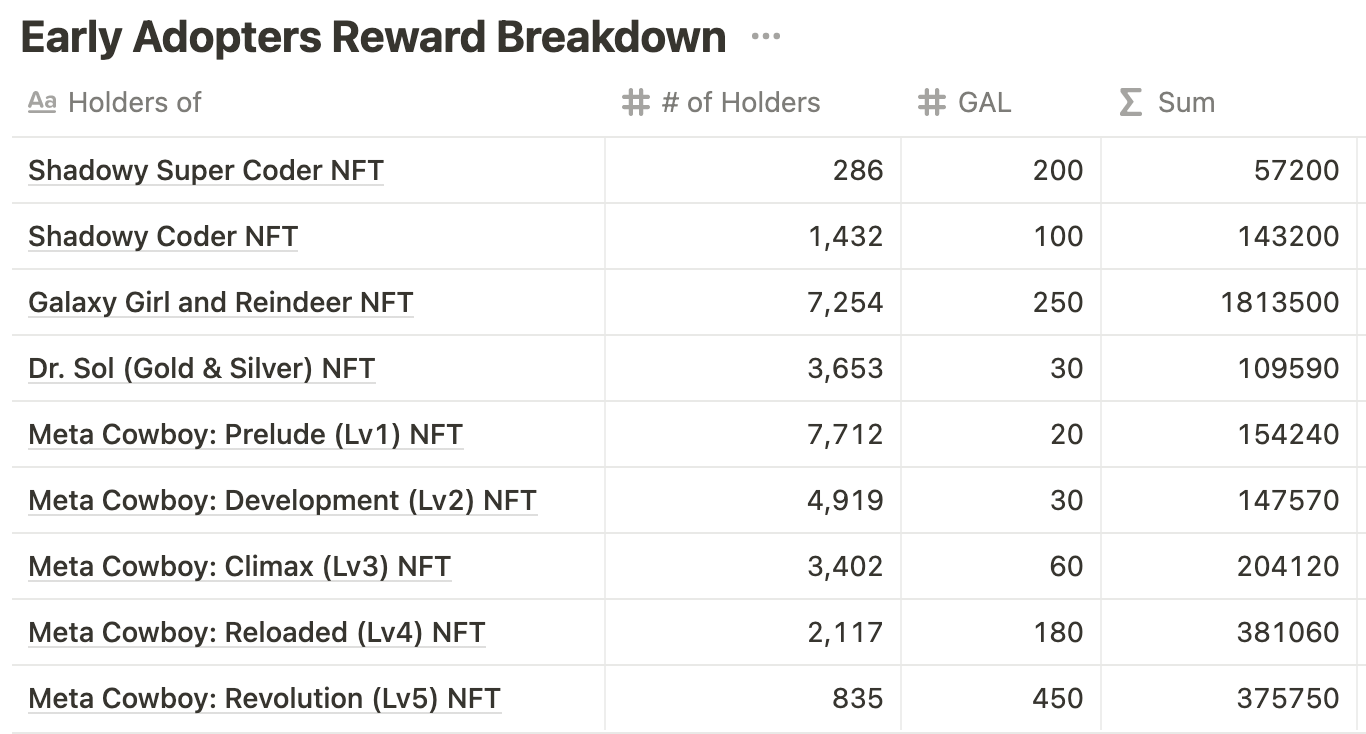 Early Adopters Reward Breakdown ...
Aa Holders of # # of Holders # GAL Σ Sum
Shadowy Super Coder NFT 286 200 57200
Shadowy Coder NFT 1,432 100 143200
Galaxy Girl and Reindeer NFT 7,254 250 1813500
Dr. Sol (Gold & Silver) NFT 3,653 30 109590
Meta Cowboy: Prelude (Lv1) NFT 7,712 20 154240
Meta Cowboy: Development (Lv2) NFT 4,919 30 147570
Meta Cowboy: Climax (Lv3) NFT 3,402 60 204120
Meta Cowboy: Reloaded (Lv4) NFT 2,117 180 381060
Meta Cowboy: Revolution (Lv5) NFT 835 450 375750